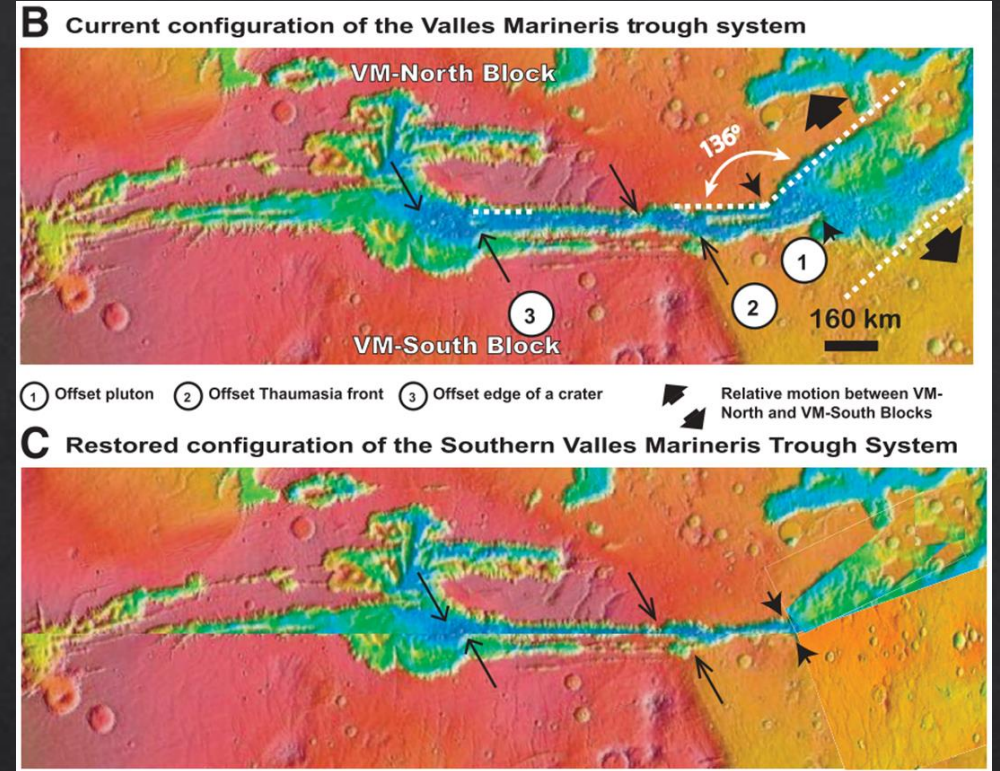 B Current configuration of the Valles Marineris trough system
VM-North Block
136°
1
2
3
160 km
VM-South Block
1 Offset pluton 2 Offset Thaumasia front 3 Offset edge of a crater Relative motion between VM-
North and VM-South Blocks
C Restored configuration of the Southern Valles Marineris Trough System